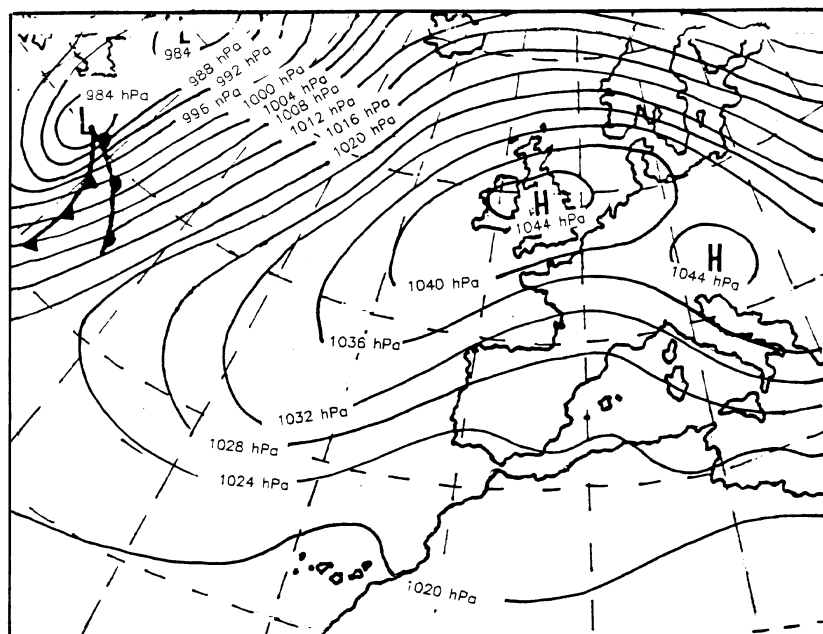 L
984
988 hPa
992 hPa
984 hPa
996 hPa
1000 hPa
1004 hPa
1008 hPa
1012 hPa
1016 hPa
1020 hPa
L
H
1044 hPa
H
1044 hPa
1040 hPa
1036 hPa
1032 hPa
1028 hPa
1024 hPa
1020 hPa